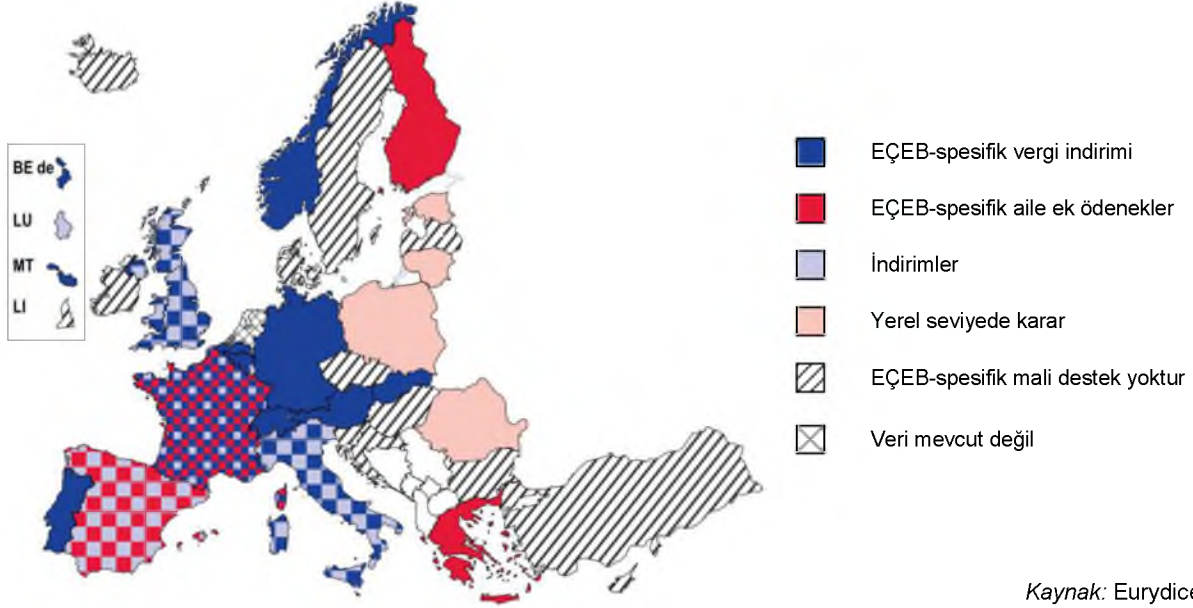 BE de
LU
MT
LI
EÇEB-spesifik vergi indirimi
EÇEB-spesifik aile ek ödenekler
İndirimler
Yerel seviyede karar
EÇEB-spesifik mali destek yoktur
Veri mevcut değil
Kaynak: Eurydice